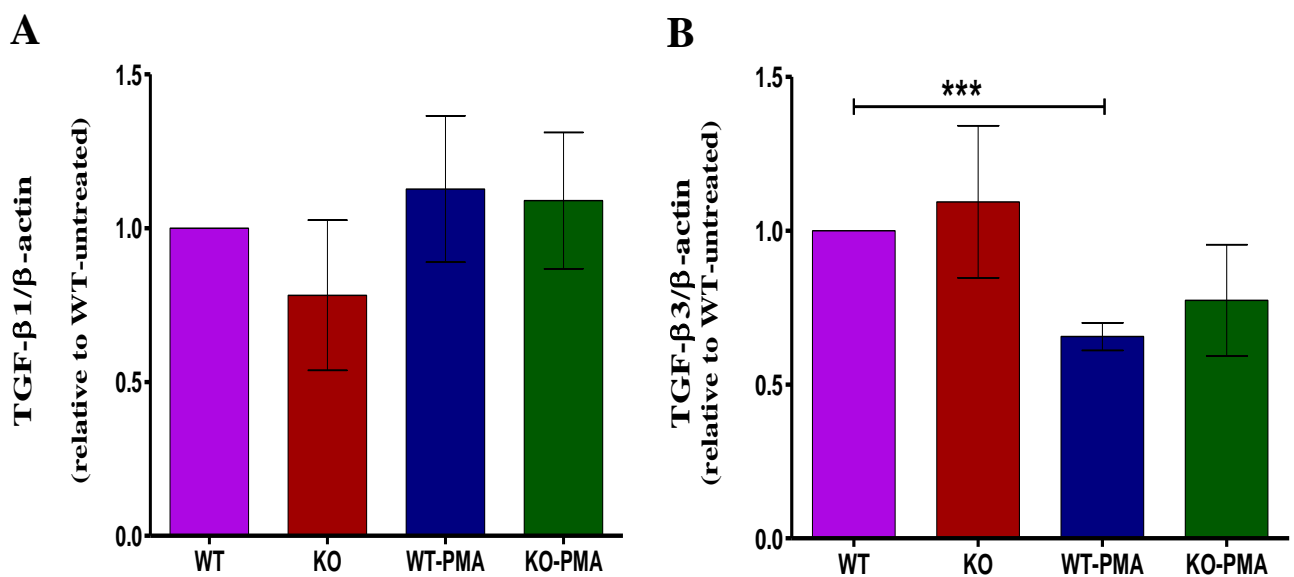 A
TGF-β1/β-actin
(relative to WT-untreated)
1.5
1.0
0.5
0.0
WT KO WT-PMA KO-PMA
B
TGF-β3/β-actin
(relative to WT-untreated)
1.5
1.0
0.5
0.0
***
WT KO WT-PMA KO-PMA